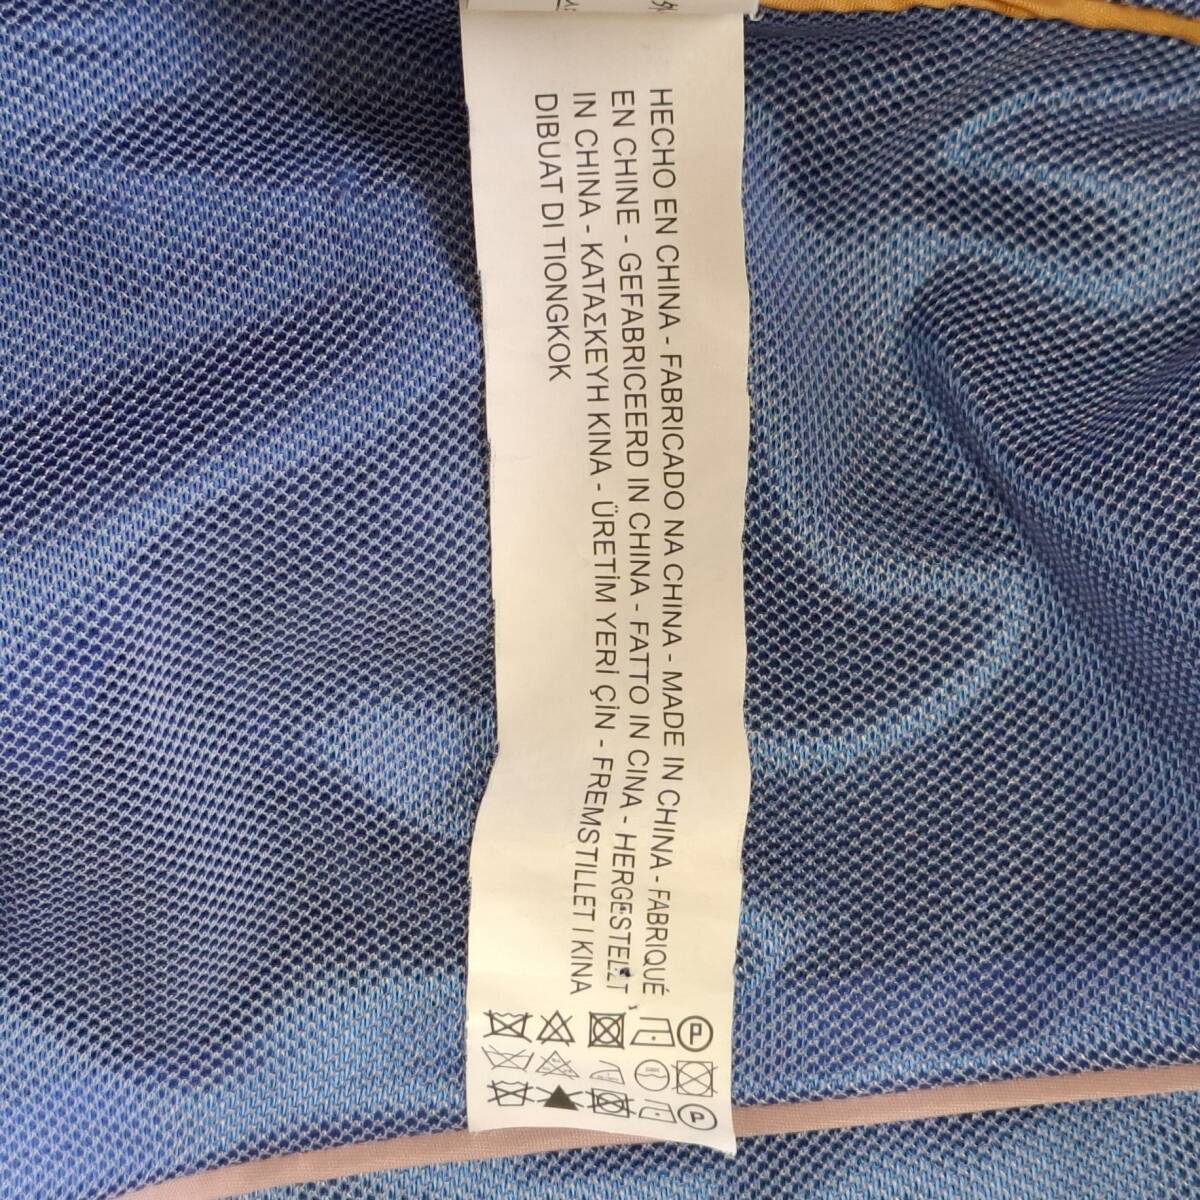 HECHO EN CHINA - FABRICADO NA CHINA - MADE IN CHINA - FABRIQUÉ
EN CHINE - GEFABRICEERD IN CHINA - FATTO IN CINA - HERGESTELLT
IN CHINA - ΚΑΤΑΣΚΕΥΗ ΚΙΝΑ - ÜRETİM YERİ ÇİN - FREMSTILLET I KINA
DIBUAT DI TIONGKOK
P
P